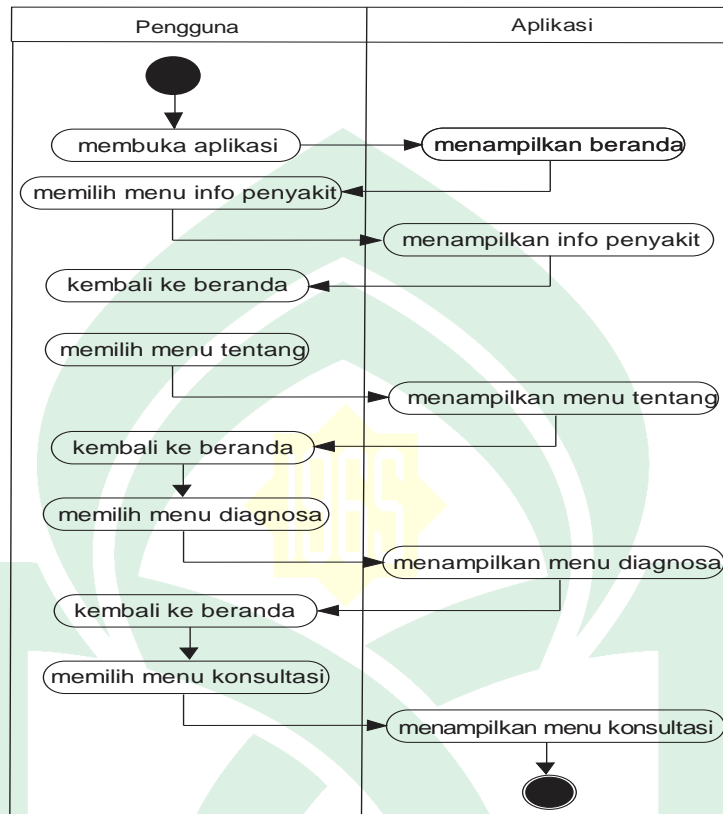 Pengguna
Aplikasi
membuka aplikasi
menampilkan beranda
memilih menu info penyakit
menampilkan info penyakit
kembali ke beranda
memilih menu tentang
menampilkan menu tentang
kembali ke beranda
memilih menu diagnosa
menampilkan menu diagnosa
kembali ke beranda
memilih menu konsultasi
menampilkan menu konsultasi